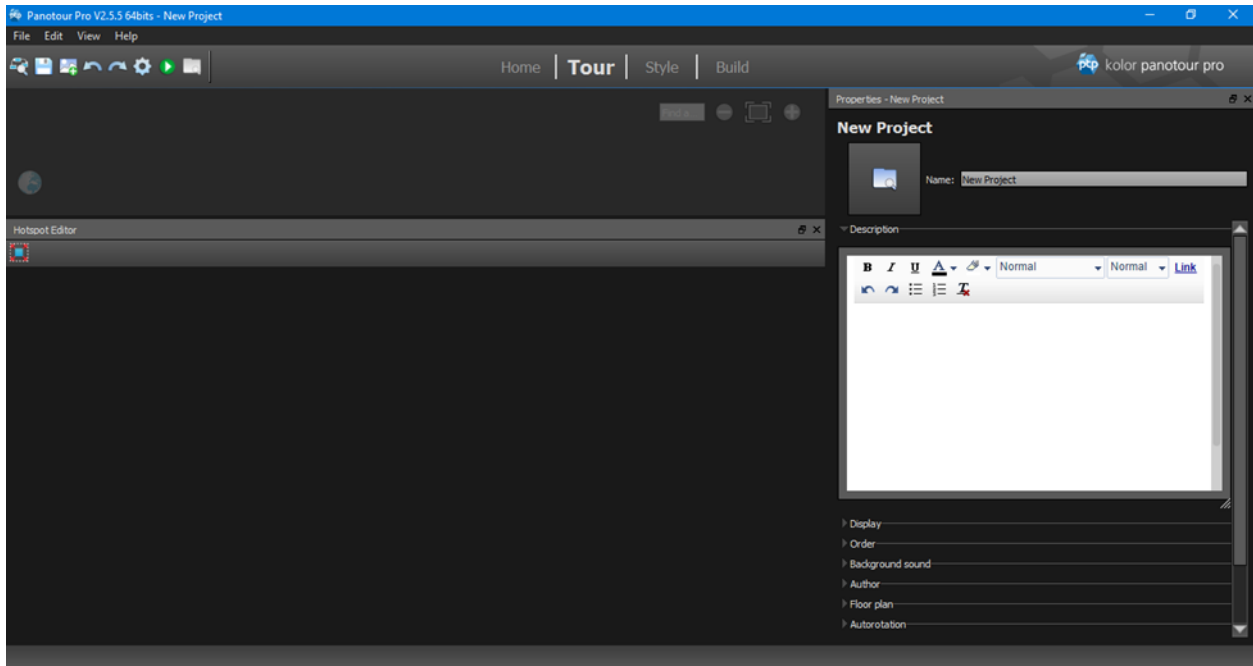 Panotour Pro V2.5.5 64bits - New Project
File Edit View Help
Home Tour Style Build
ptp kolor panotour pro
Properties - New Project
New Project
Name: New Project
Hotspot Editor
Description
B I U A Normal Normal Link
Display
Order
Background sound
Author
Floor plan
Autorotation